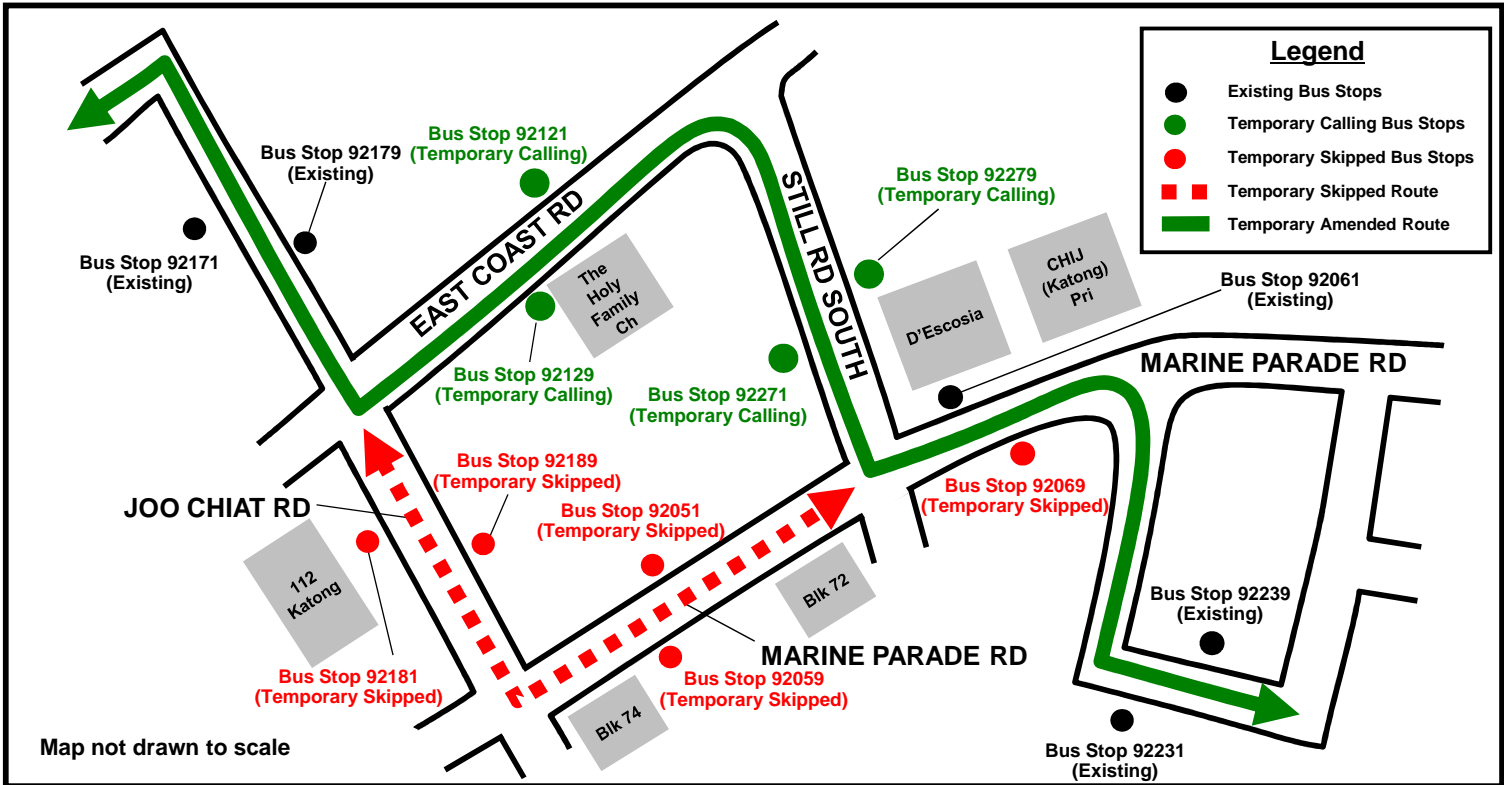 Legend
Existing Bus Stops
Temporary Calling Bus Stops
Temporary Skipped Bus Stops
Temporary Skipped Route
Temporary Amended Route
Bus Stop 92121
(Temporary Calling)
Bus Stop 92179
(Existing)
Bus Stop 92279
(Temporary Calling)
Bus Stop 92171
(Existing)
EAST COAST RD
STILL RD SOUTH
The
Holy
Family
Ch
CHIJ
(Katong)
Pri
D'Escosia
Bus Stop 92061
(Existing)
MARINE PARADE RD
Bus Stop 92129
(Temporary Calling)
Bus Stop 92271
(Temporary Calling)
Bus Stop 92189
(Temporary Skipped)
Bus Stop 92051
(Temporary Skipped)
Bus Stop 92069
(Temporary Skipped)
JOO CHIAT RD
112
Katong
Blk 72
Bus Stop 92239
(Existing)
MARINE PARADE RD
Bus Stop 92181
(Temporary Skipped)
Bus Stop 92059
(Temporary Skipped)
Blk 74
Map not drawn to scale
Bus Stop 92231
(Existing)